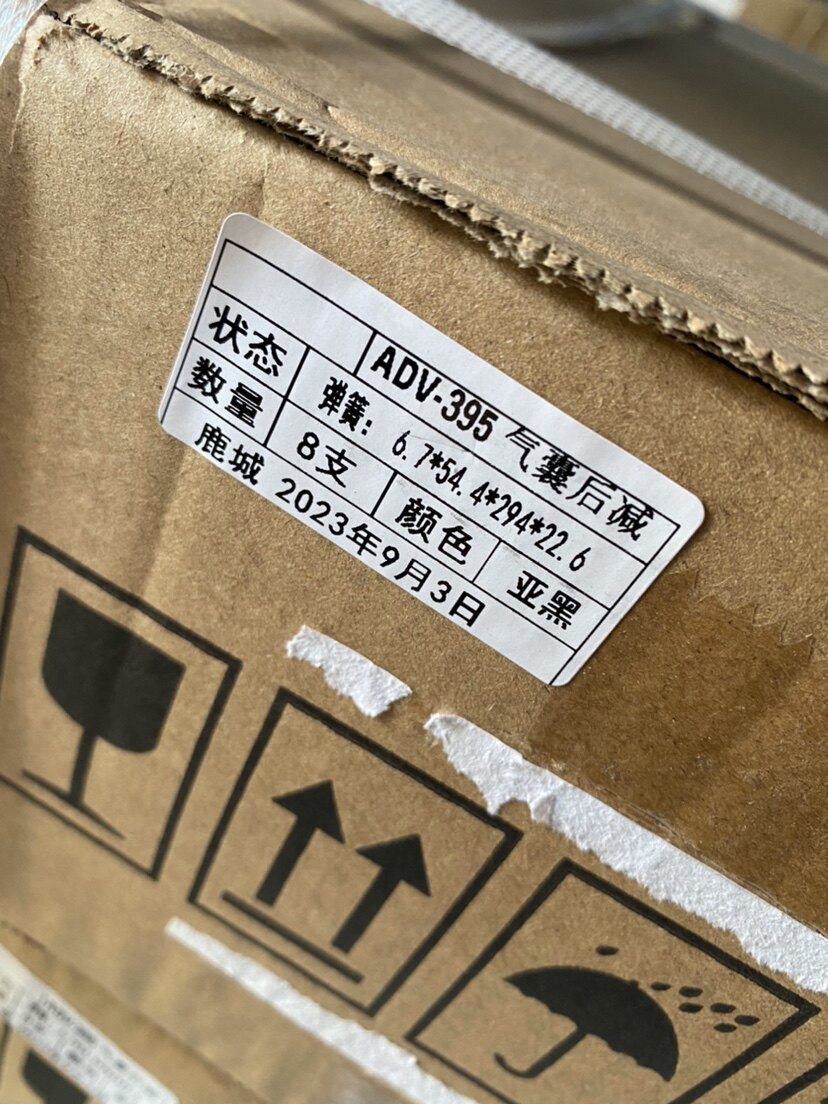 ADV-395 气囊后减
状态 弹簧: 6.7*54.4*294*22.6
数量 8支 颜色 亚黑
鹿城 2023年9月3日